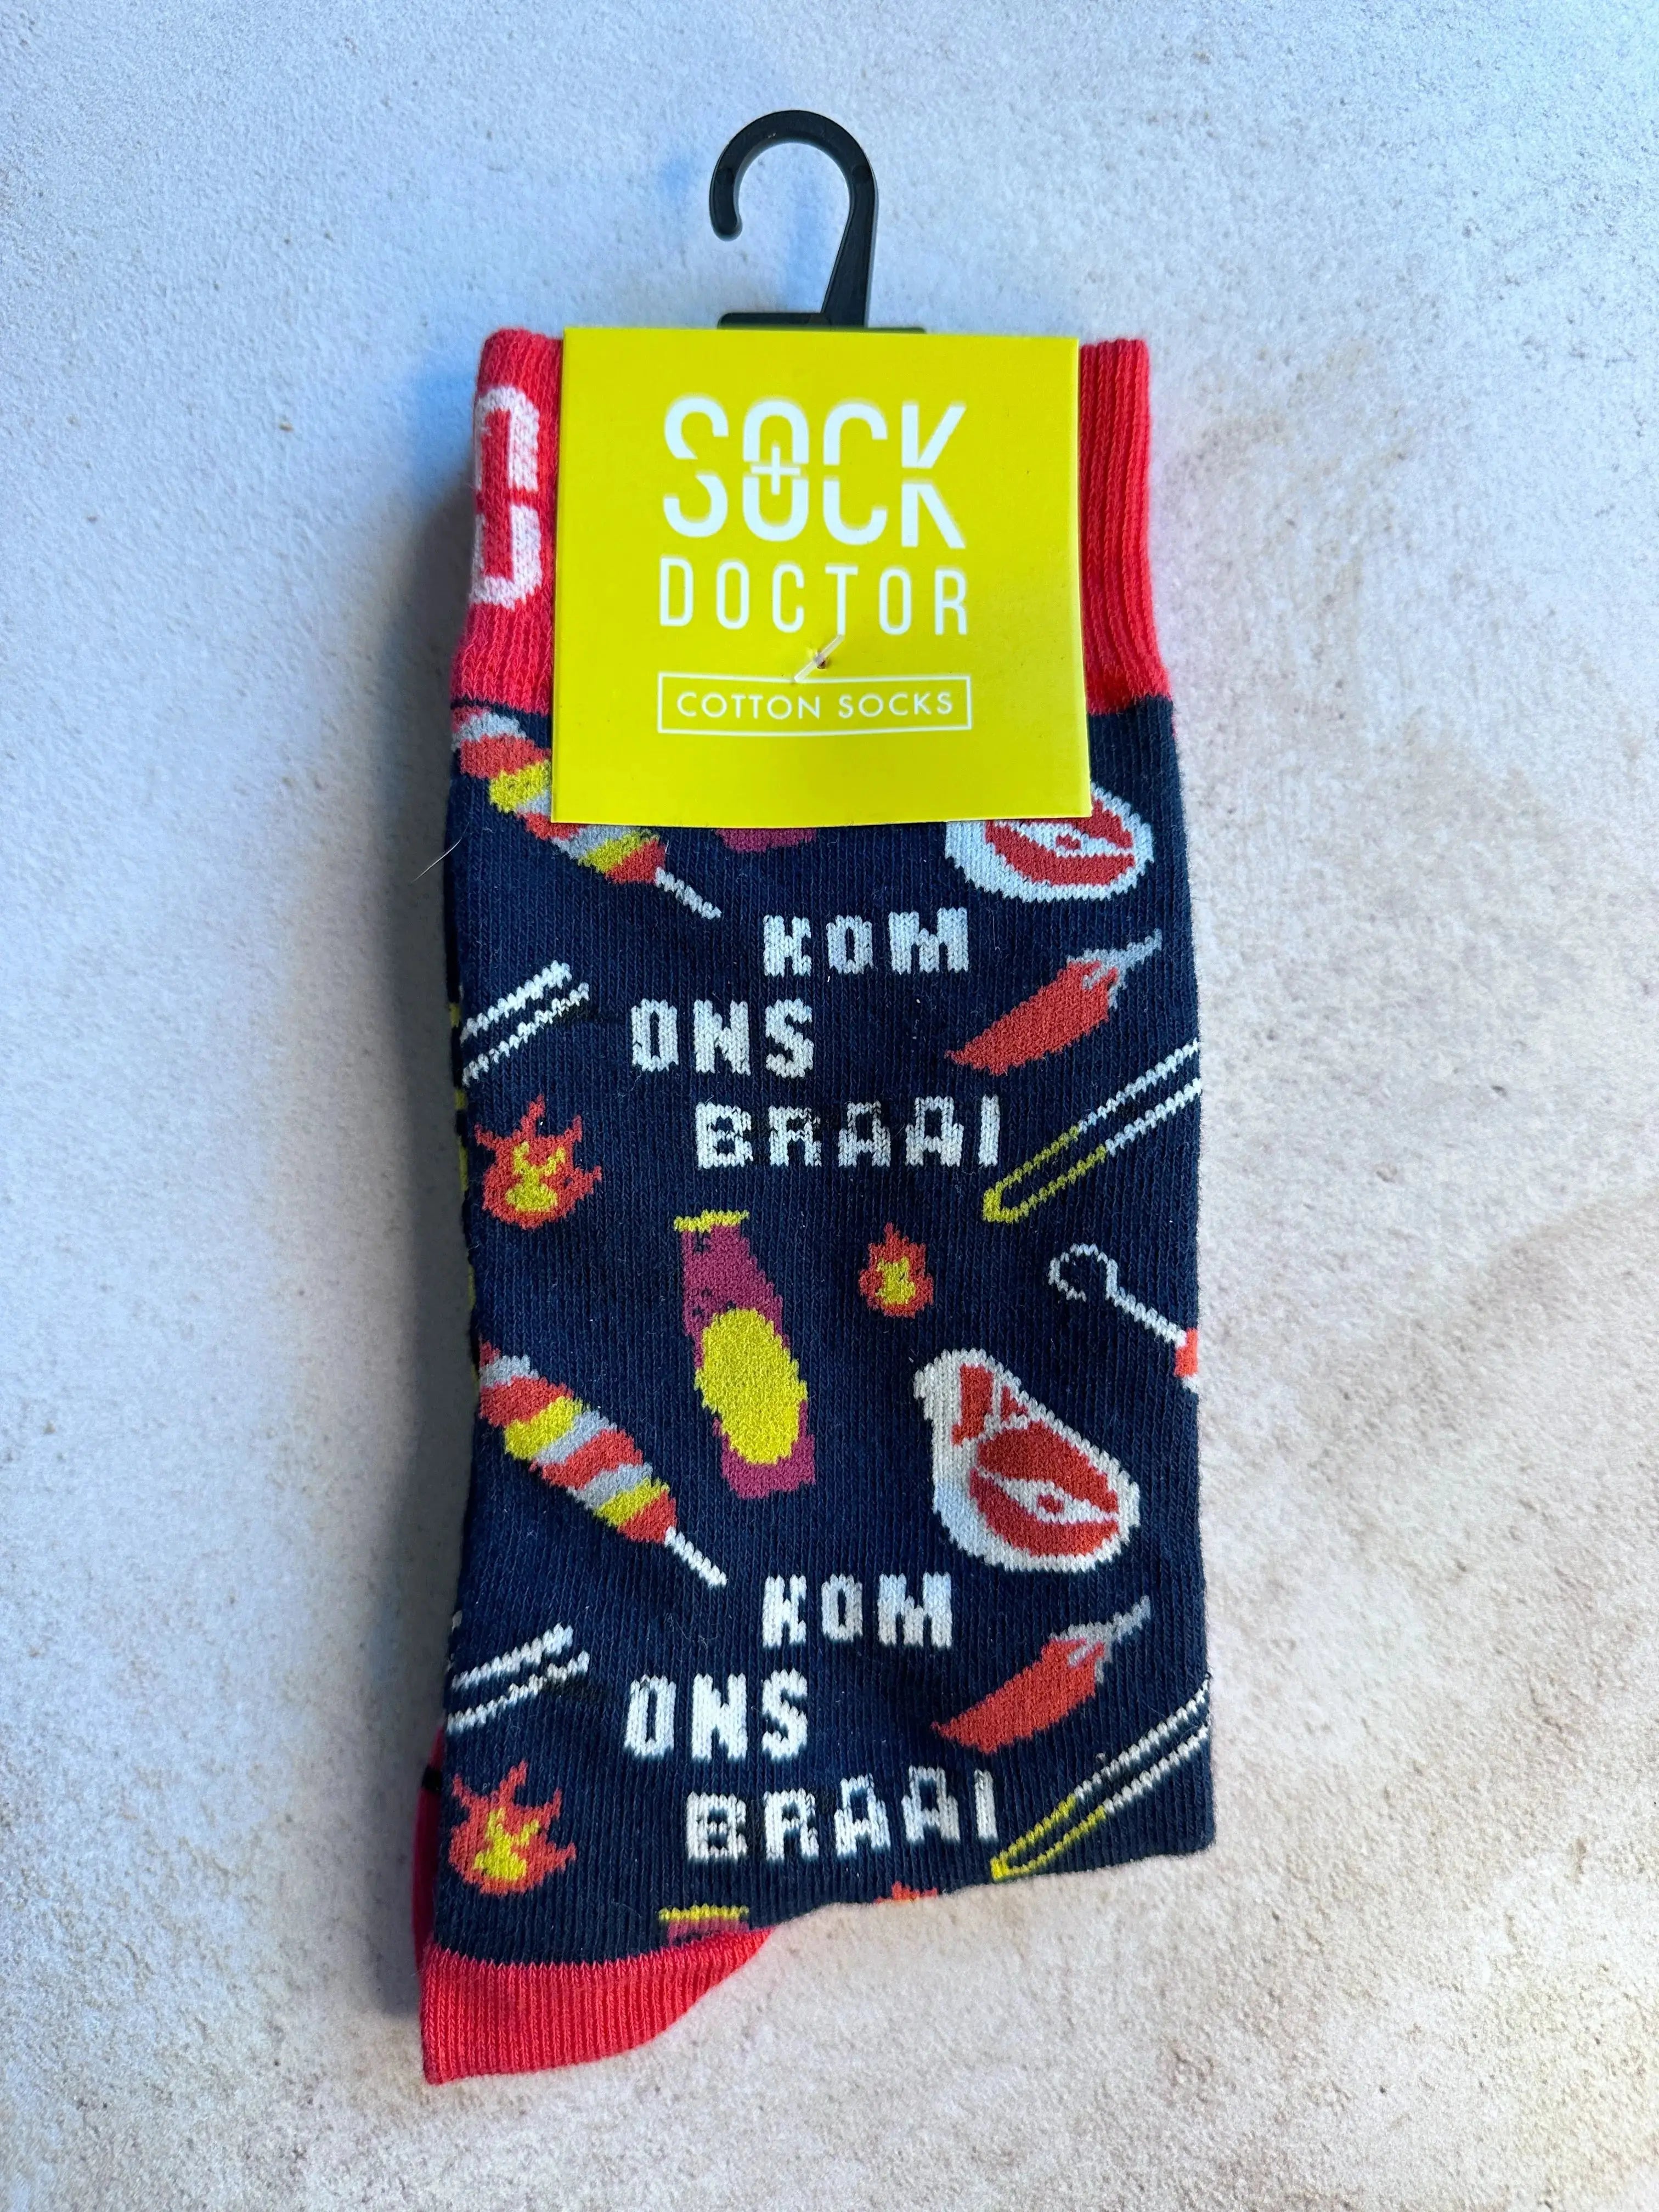 SOCK
DOCTOR
COTTON SOCKS
KOM
ONS
BRAAI
KOM
ONS
BRAAI